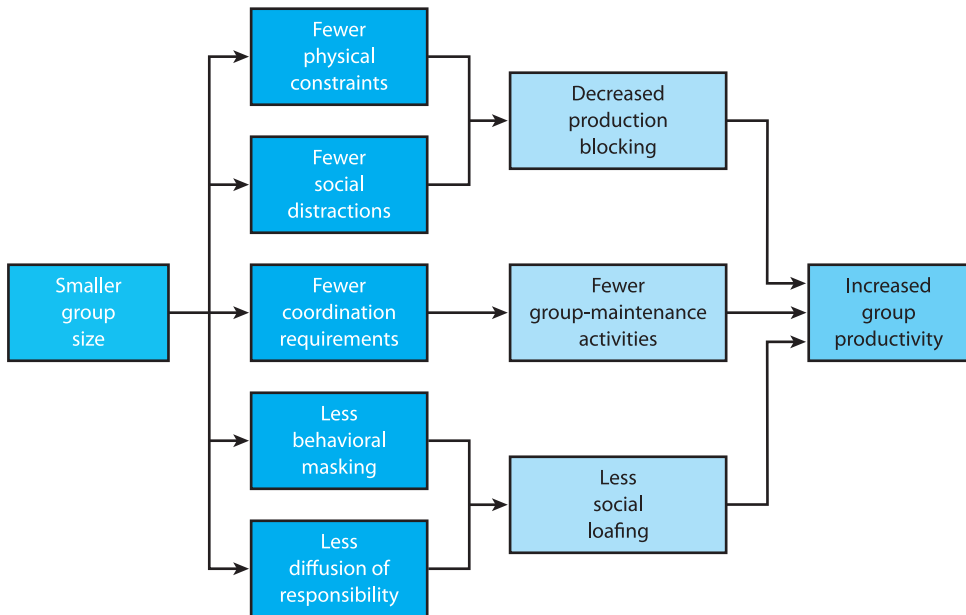 Fewer
physical
constraints
Fewer
social
distractions
Decreased
production
blocking
Smaller
group
size
Fewer
coordination
requirements
Fewer
group-maintenance
activities
Increased
group
productivity
Less
behavioral
masking
Less
diffusion of
responsibility
Less
social
loafing